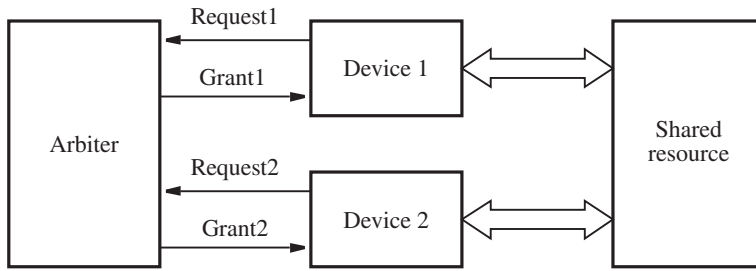 Request1
Device 1
Grant1
Arbiter
Shared
resource
Request2
Device 2
Grant2